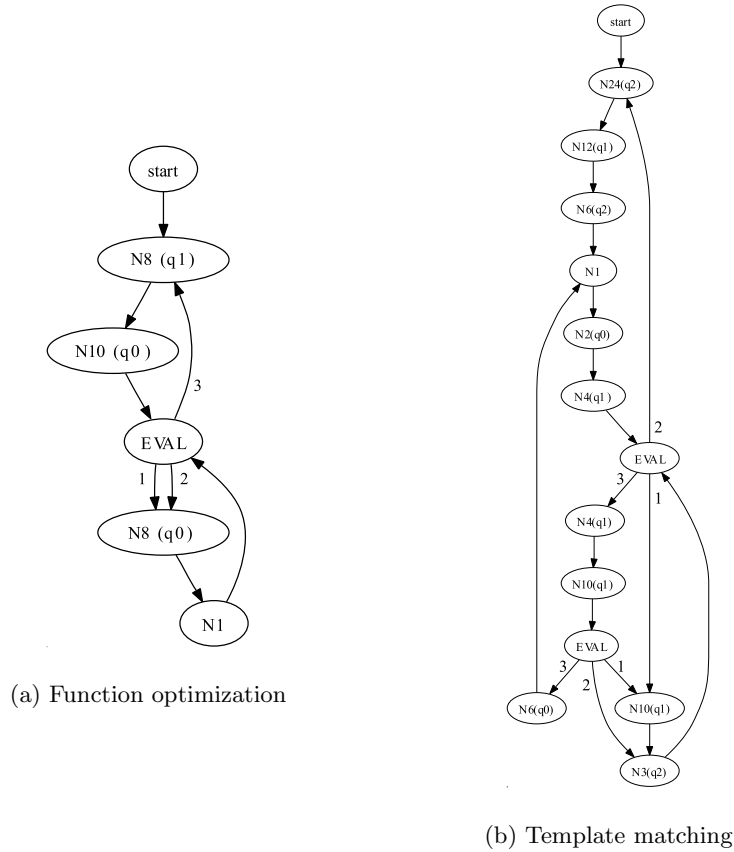 start
N8 (q1)
N10 (q0)
3
EVAL
1
2
N8 (q0)
N1
(a) Function optimization
start
N24(q2)
N12(q1)
N6(q2)
N1
N2(q0)
N4(q1)
2
EVAL
3
1
N4(q1)
N10(q1)
EVAL
3
1
2
N6(q0)
N10(q1)
N3(q2)
(b) Template matching